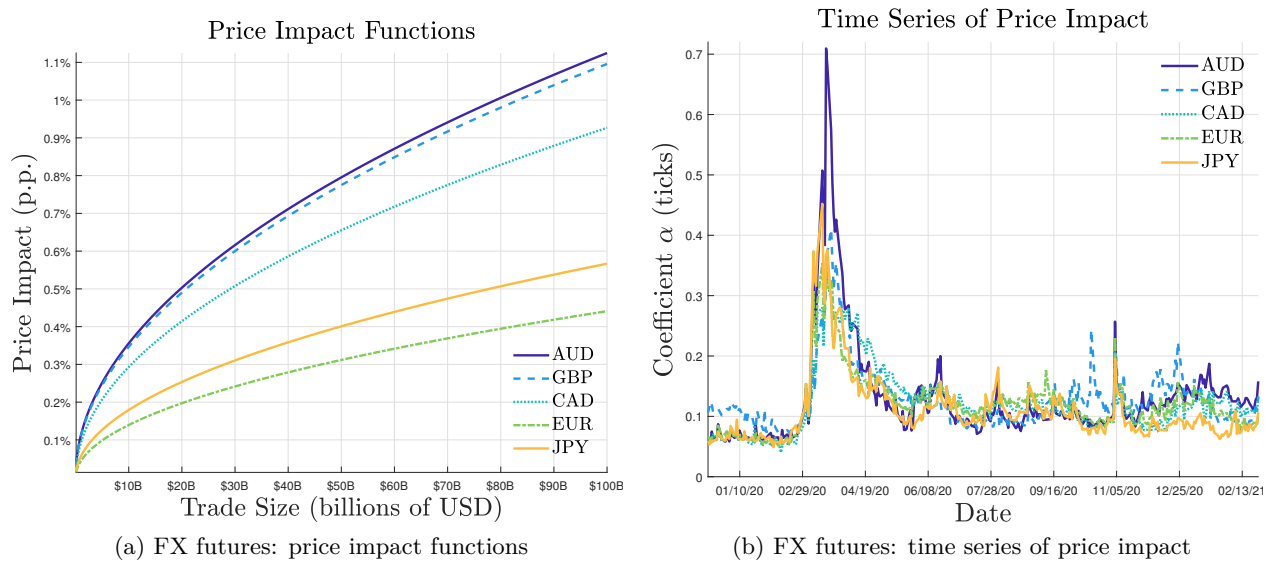 Price Impact Functions
Price Impact (p.p.)
1.1%
1%
0.9%
0.8%
0.7%
0.6%
0.5%
0.4%
0.3%
0.2%
0.1%
AUD
GBP
CAD
EUR
JPY
$10B $20B $30B $40B $50B $60B $70B $80B $90B $100B
Trade Size (billions of USD)
(a) FX futures: price impact functions
Time Series of Price Impact
Coefficient α (ticks)
0.7
0.6
0.5
0.4
0.3
0.2
0.1
0
AUD
GBP
CAD
EUR
JPY
01/10/20 02/29/20 04/19/20 06/08/20 07/28/20 09/16/20 11/05/20 12/25/20 02/13/21
Date
(b) FX futures: time series of price impact